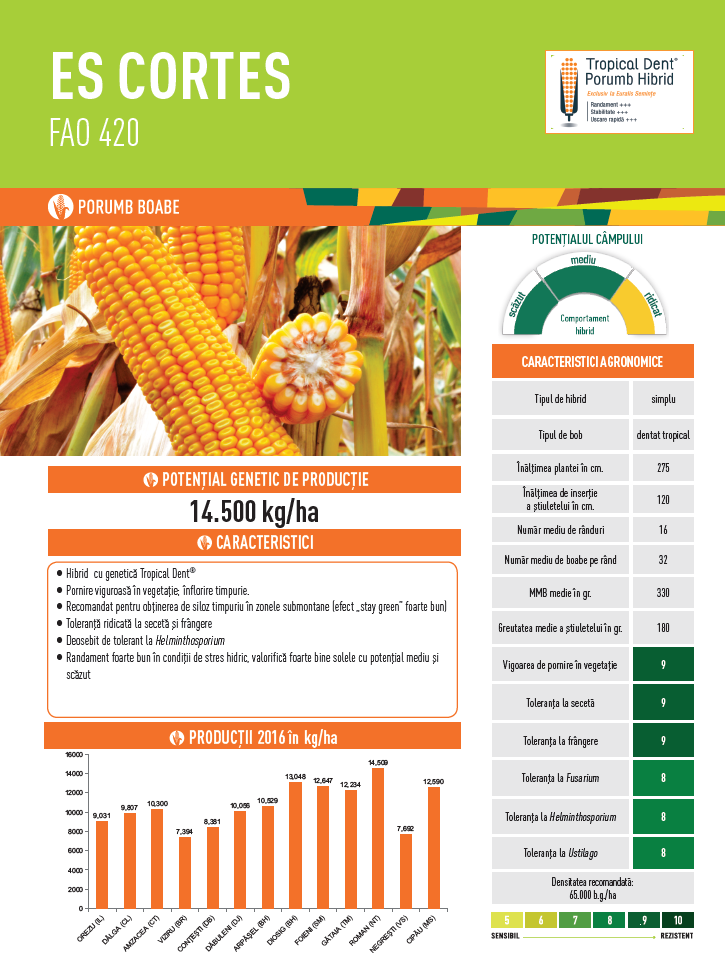 ES CORTES
FAO 420
Tropical Dent®
Porumb Hibrid
Exclusiv la Euralis Semințe
Randament +++
Stabilitate +++
Uscare rapidă +++
PORUMB BOABE
POTENȚIALUL CÂMPULUI
scăzut
mediu
ridicat
Comportament
hibrid
POTENȚIAL GENETIC DE PRODUCȚIE
14.500 kg/ha
CARACTERISTICI
• Hibrid cu genetică Tropical Dent®
• Pornire viguroasă în vegetație; înflorire timpurie.
• Recomandat pentru obținerea de siloz timpuriu în zonele submontane (efect „stay green” foarte bun)
• Toleranță ridicată la secetă și frângere
• Deosebit de tolerant la Helminthosporium
• Randament foarte bun în condiții de stres hidric, valorifică foarte bine solele cu potențial mediu și
scăzut
PRODUCȚII 2016 în kg/ha
16000
14000
12000
10000
8000
6000
4000
2000
0
9,031
9,807
10,300
7,394
8,381
10,056
10,529
13,048
12,647
12,234
14,509
7,692
12,590
CIREZU (IL)
DÂLGA (CL)
AMZACEA (CT)
VIZIRU (BR)
CONȚEȘTI (DB)
DĂBULENI (DJ)
ARPĂȘEL (BH)
DIOSIG (BH)
FOIENI (SM)
GĂTAIA (TM)
ROMAN (NT)
NEGREȘTI (VS)
CIPĂU (MS)
CARACTERISTICI AGRONOMICE
Tipul de hibrid simplu
Tipul de bob dentat tropical
Înălțimea plantei în cm. 275
Înălțimea de inserție
a știuletelui în cm. 120
Număr mediu de rânduri 16
Număr mediu de boabe pe rând 32
MMB medie în gr. 330
Greutatea medie a știuletelui în gr. 180
Vigoarea de pornire în vegetație 9
Toleranța la secetă 9
Toleranța la frângere 9
Toleranța la Fusarium 8
Toleranța la Helminthosporium 8
Toleranța la Ustilago 8
Densitatea recomandată:
65.000 b.g/ha
5 6 7 8 .9 10
SENSIBIL REZISTENT